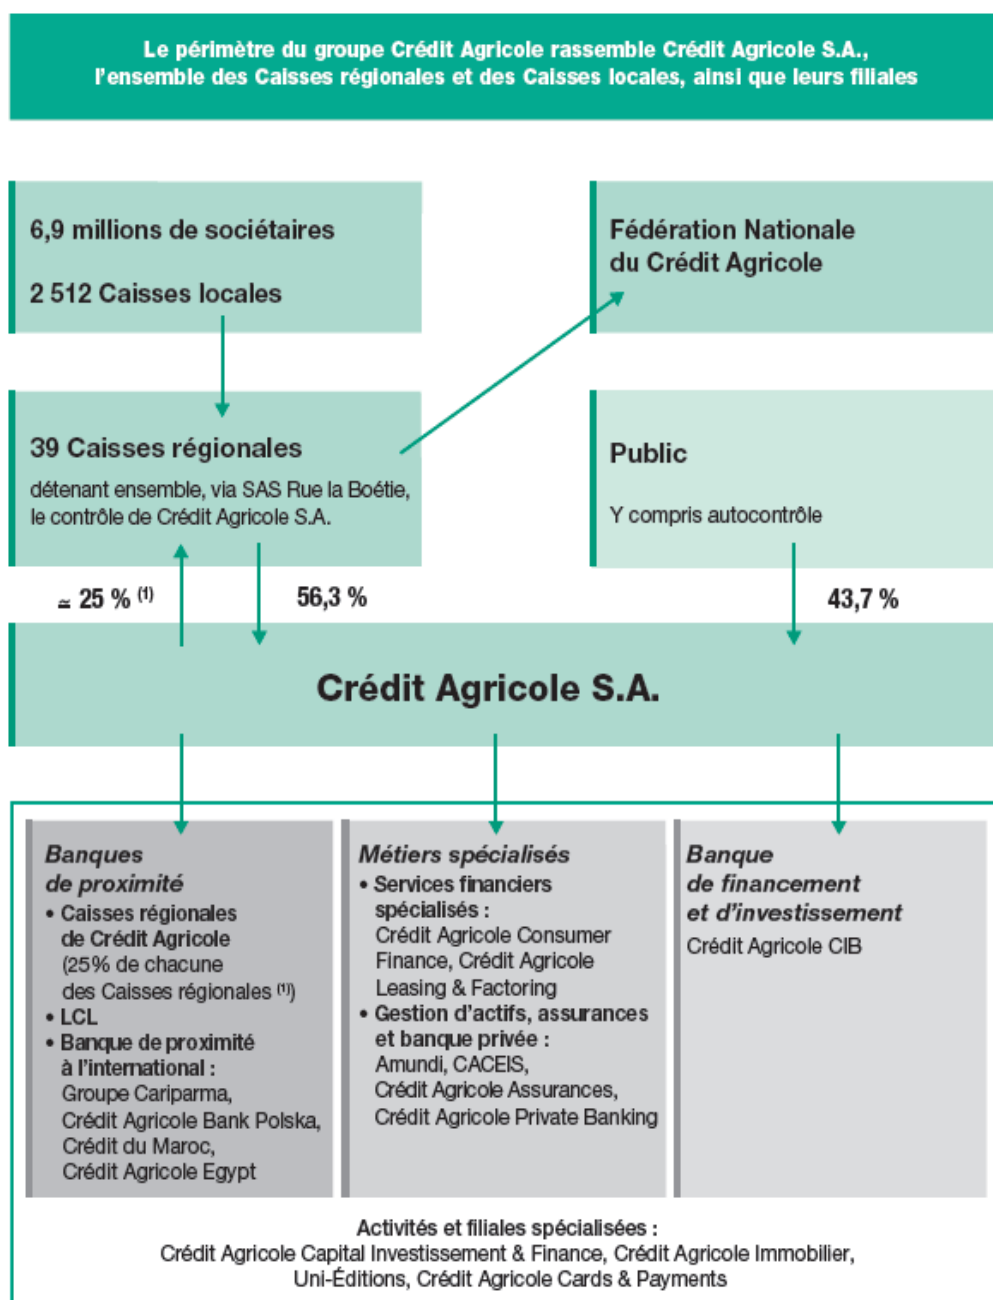 Le périmètre du groupe Crédit Agricole rassemble Crédit Agricole S.A.,
l'ensemble des Caisses régionales et des Caisses locales, ainsi que leurs filiales
6,9 millions de sociétaires
2 512 Caisses locales
Fédération Nationale
du Crédit Agricole
39 Caisses régionales
détenant ensemble, via SAS Rue la Boétie,
le contrôle de Crédit Agricole S.A.
Public
Y compris autocontrôle
≃ 25 % (1)
56,3 %
43,7 %
Crédit Agricole S.A.
Banques
de proximité
• Caisses régionales
de Crédit Agricole
(25% de chacune
des Caisses régionales (1))
• LCL
• Banque de proximité
à l'international :
Groupe Cariparma,
Crédit Agricole Bank Polska,
Crédit du Maroc,
Crédit Agricole Egypt
Métiers spécialisés
• Services financiers
spécialisés :
Crédit Agricole Consumer
Finance, Crédit Agricole
Leasing & Factoring
• Gestion d'actifs, assurances
et banque privée :
Amundi, CACEIS,
Crédit Agricole Assurances,
Crédit Agricole Private Banking
Banque
de financement
et d'investissement
Crédit Agricole CIB
Activités et filiales spécialisées :
Crédit Agricole Capital Investissement & Finance, Crédit Agricole Immobilier,
Uni-Éditions, Crédit Agricole Cards & Payments